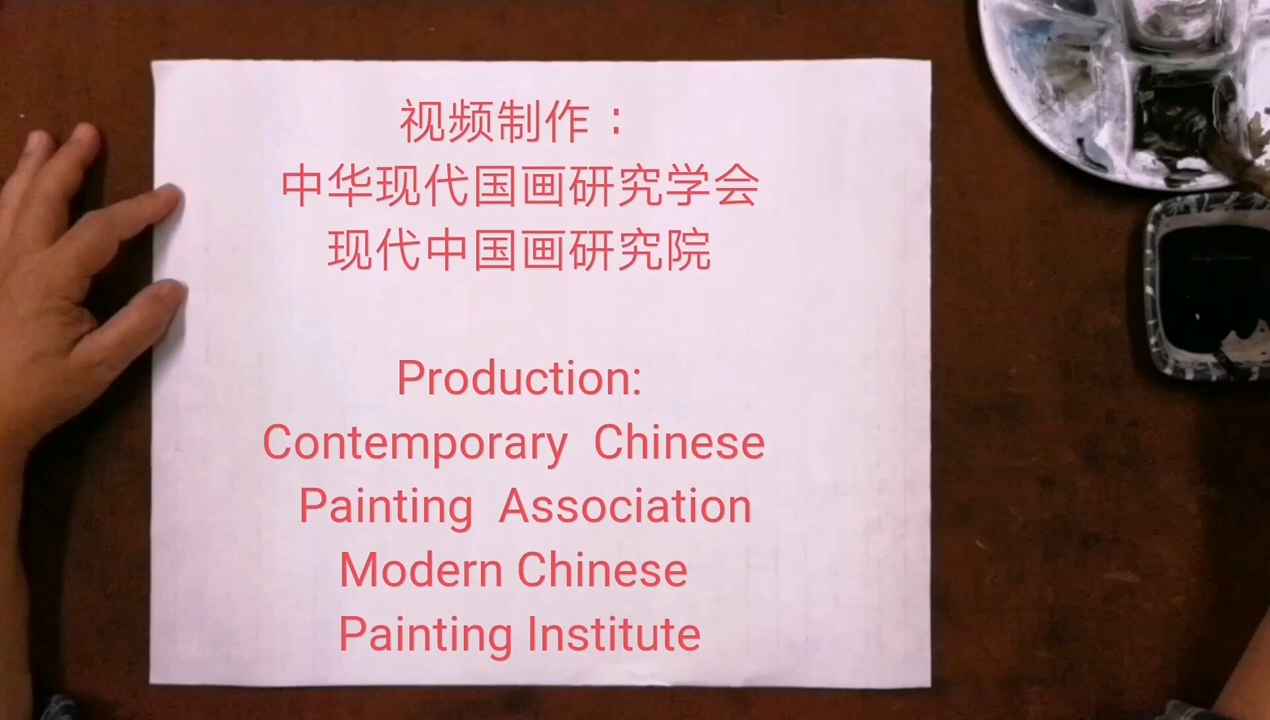 视频制作：
中华现代国画研究学会
现代中国画研究院
Production:
Contemporary Chinese
Painting Association
Modern Chinese
Painting Institute